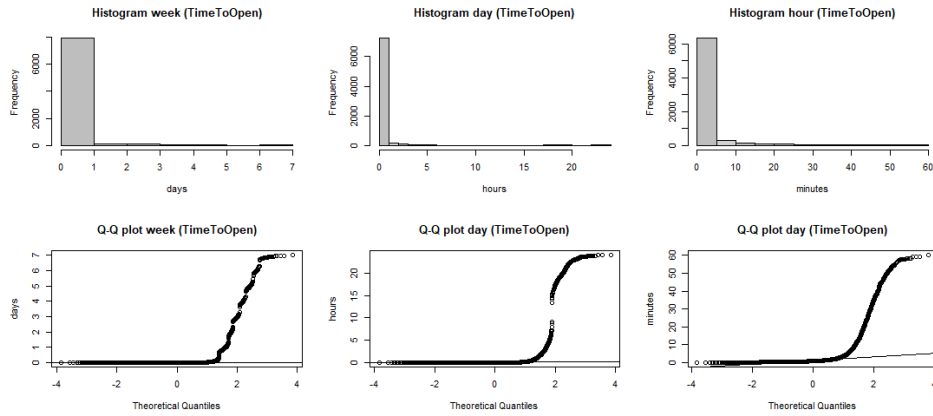 Histogram week (TimeToOpen)
Frequency
0 2000 6000
0 1 2 3 4 5 6 7
days
Histogram day (TimeToOpen)
Frequency
0 2000 4000 6000
0 5 10 15 20
hours
Histogram hour (TimeToOpen)
Frequency
0 2000 4000 6000
0 10 20 30 40 50 60
minutes
Q-Q plot week (TimeToOpen)
days
0 1 2 3 4 5 6 7
-4 -2 0 2 4
Theoretical Quantiles
Q-Q plot day (TimeToOpen)
hours
0 5 10 15 20
-4 -2 0 2 4
Theoretical Quantiles
Q-Q plot day (TimeToOpen)
minutes
0 10 20 30 40 50 60
-4 -2 0 2 4
Theoretical Quantiles